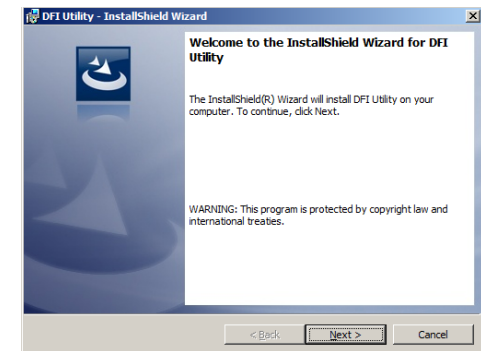 DFI Utility - InstallShield Wizard
Welcome to the InstallShield Wizard for DFI
Utility
The InstallShield(R) Wizard will install DFI Utility on your
computer. To continue, click Next.
WARNING: This program is protected by copyright law and
international treaties.
< Back
Next >
Cancel